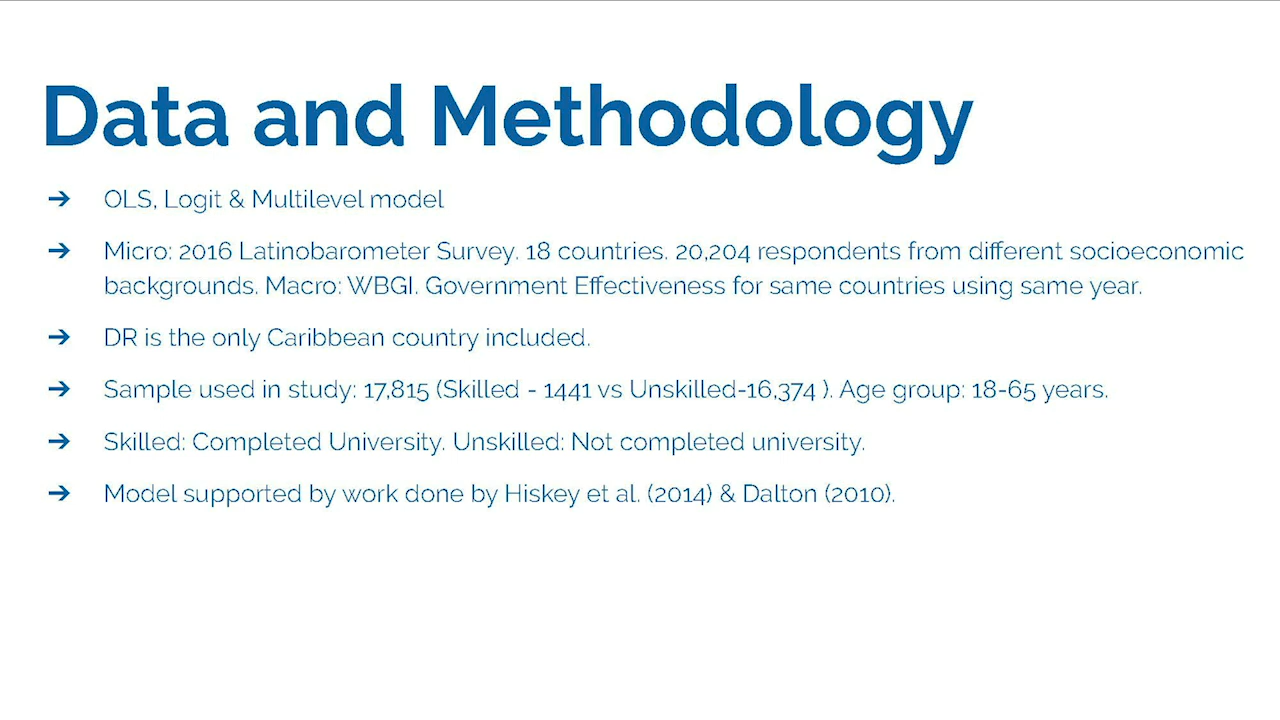 Data and Methodology
➔ OLS, Logit & Multilevel model
➔ Micro: 2016 Latinobarometer Survey. 18 countries. 20,204 respondents from different socioeconomic
backgrounds. Macro: WBGI. Government Effectiveness for same countries using same year.
➔ DR is the only Caribbean country included.
➔ Sample used in study: 17,815 (Skilled - 1441 vs Unskilled-16,374 ). Age group: 18-65 years.
➔ Skilled: Completed University. Unskilled: Not completed university.
➔ Model supported by work done by Hiskey et al. (2014) & Dalton (2010).